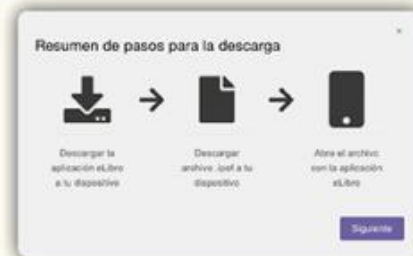 Resumen de pasos para la descarga
Descargar la
aplicación eLibro
a tu dispositivo
Descargar
archivo .ipef a tu
dispositivo
Abre el archivo
con la aplicación
eLibro
Siguiente